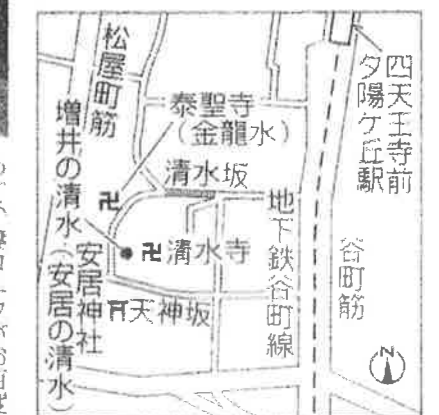 四天王寺前
夕陽ケ丘駅
谷町筋
地下鉄谷町線
松屋町筋
泰聖寺
(金龍水)
清水坂
清水寺
増井の清水
安居神社
(安居の清水)
天神坂
N